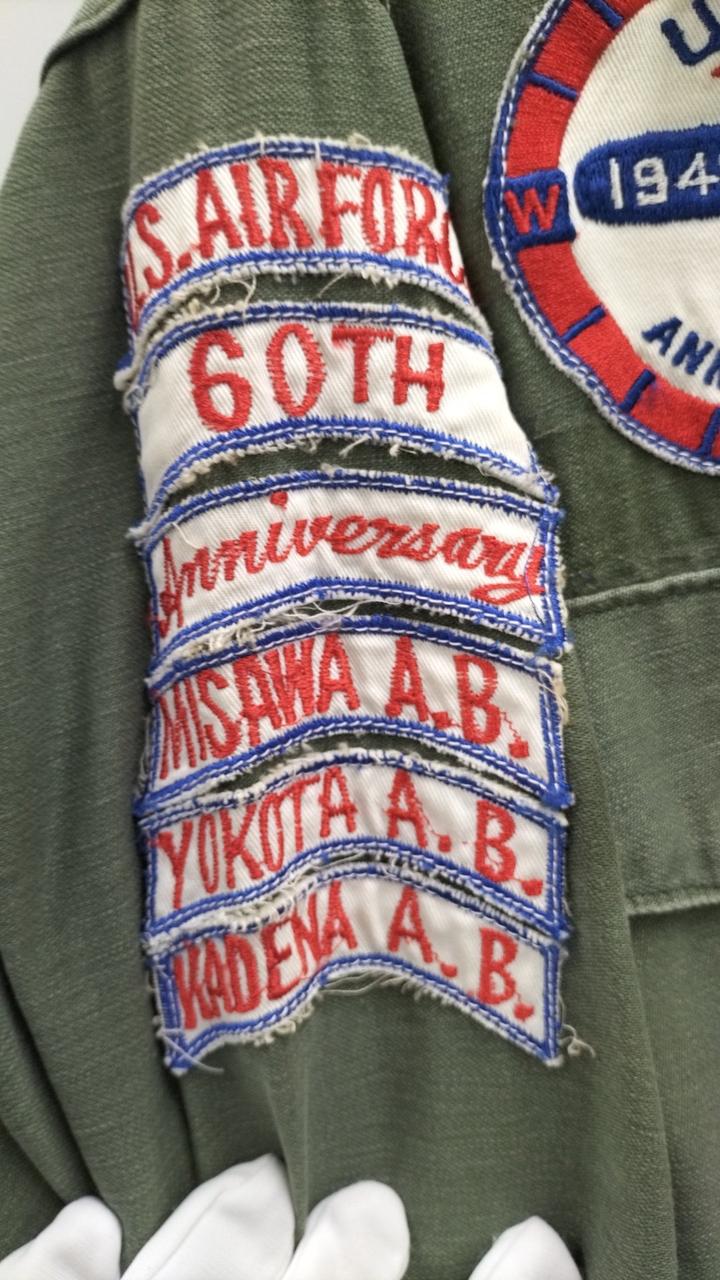 U.S. AIR FORC
60TH
Anniversary
MISAWA A.B.
YOKOTA A.B.
KADENA A.B.
U
W
194
ANN